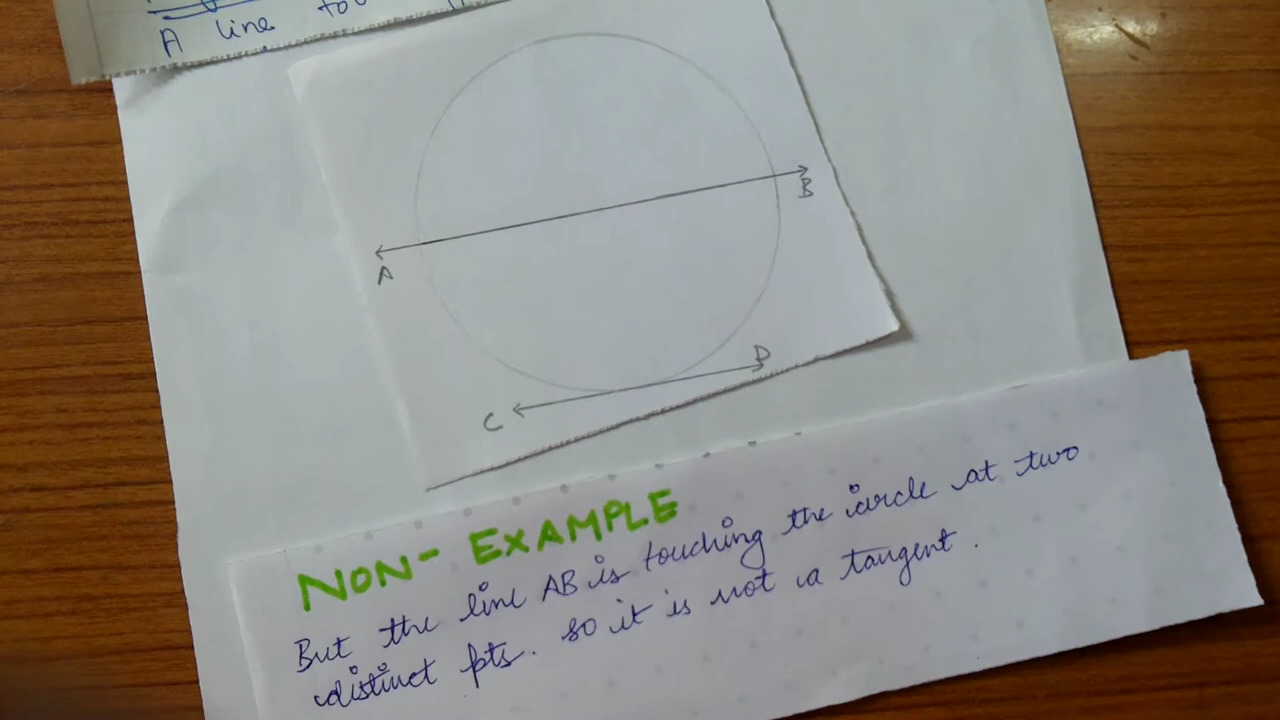 A line
B
A
D
C
NON- EXAMPLE
But the line AB is touching the circle at two
distinct pts. so it is not a tangent.